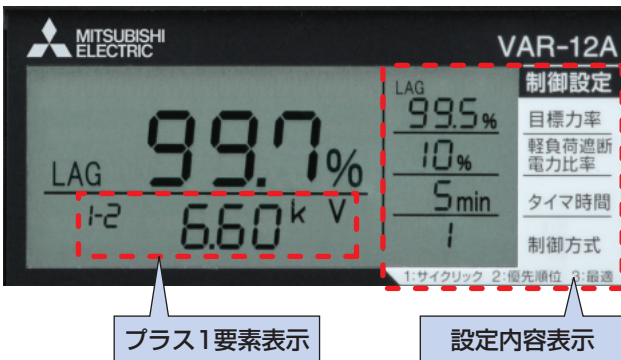 MITSUBISHI
ELECTRIC
VAR-12A
制御設定
LAG
99.5%
目標力率
10%
軽負荷遮断
電力比率
5min
タイマ時間
1
制御方式
1:サイクリック 2:優先順位 3:最適
LAG 99.7%
1-2 6.60k V
プラス1要素表示
設定内容表示